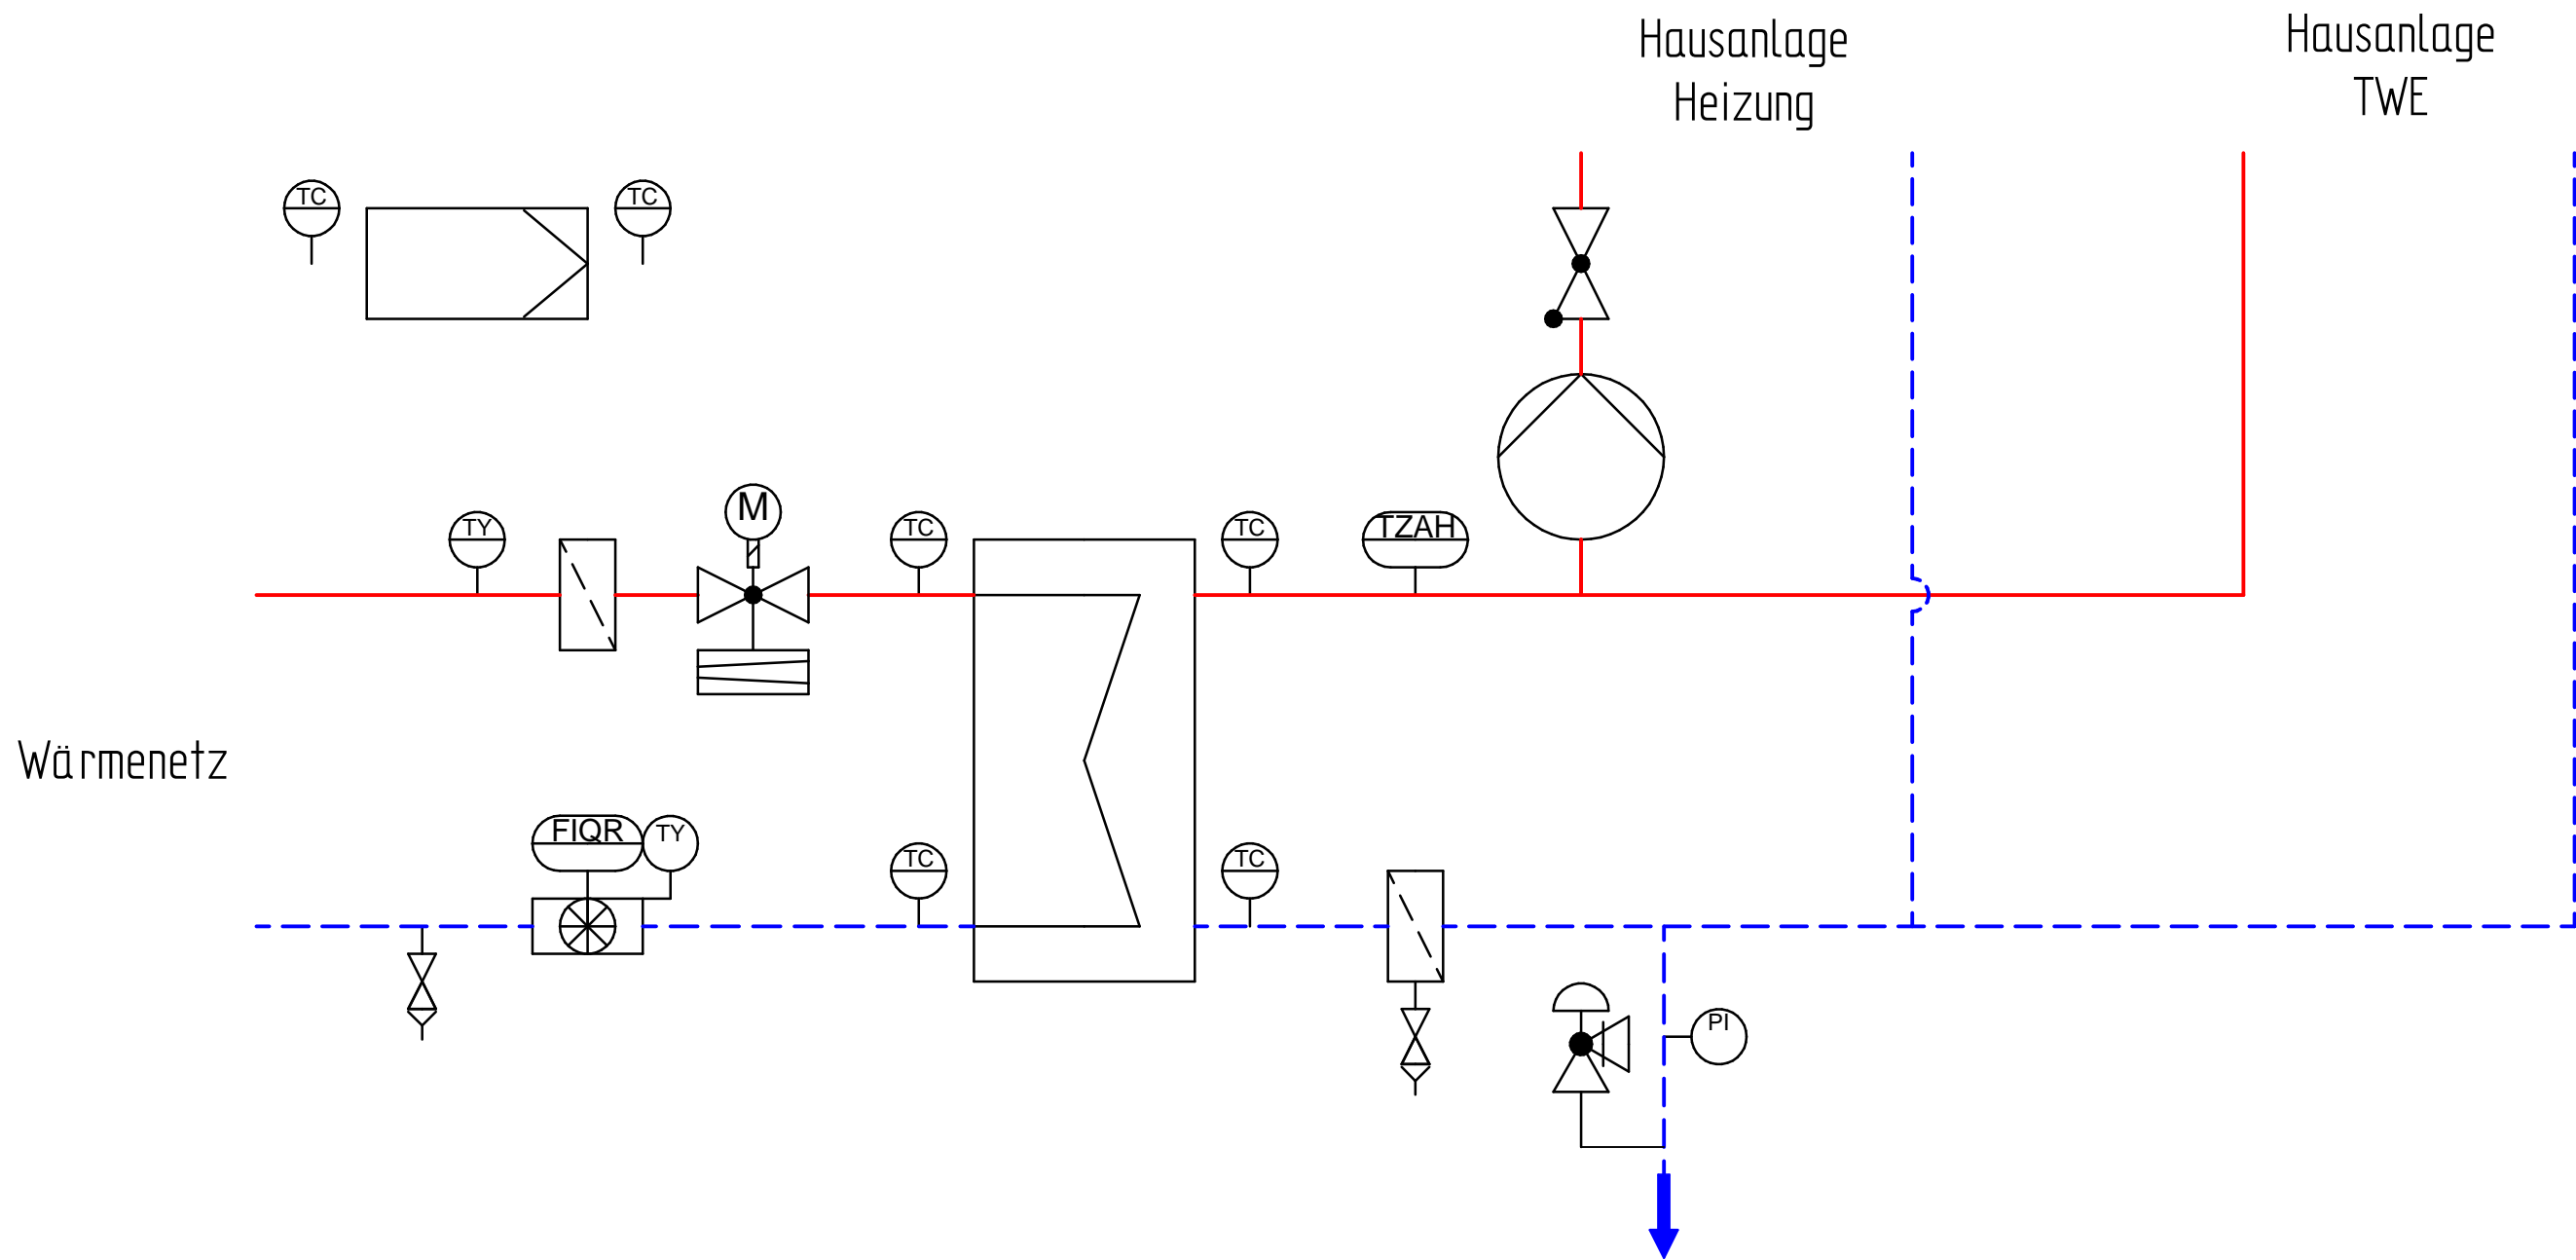 Hausanlage
Heizung
Hausanlage
TWE
TC
TC
TY
M
TC
TC
TZAH
Wärmenetz
FIQR
TY
TC
TC
PI